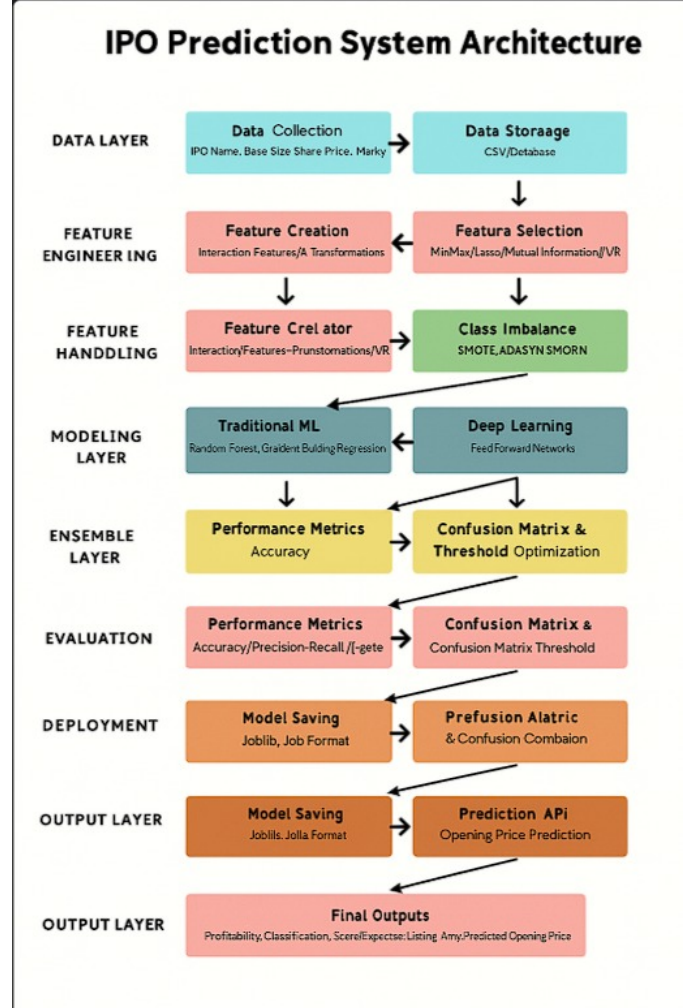 IPO Prediction System Architecture
DATA LAYER
Data Collection
IPO Name. Base Size Share Price. Marky
Data Storaage
CSV/Database
FEATURE
ENGINEER ING
Feature Creation
Interaction Features/A Transformations
Featura Selection
MinMax/Lasso/Mutual Information//VR
FEATURE
HANDDLING
Feature Crel ator
Interaction/Features–Prunstomations/VR
Class Imbalance
SMOTE, ADASYN SMORN
MODELING
LAYER
Traditional ML
Random Forest, Graident Bulding Regression
Deep Learning
Feed Forward Networks
ENSEMBLE
LAYER
Performance Metrics
Accuracy
Confusion Matrix &
Threshold Optimization
EVALUATION
Performance Metrics
Accuracy/Precision-Recall /[-gete
Confusion Matrix &
Confusion Matrix Threshold
DEPLOYMENT
Model Saving
Joblib, Job Format
Prefusion Alatric
& Confusion Combaion
OUTPUT LAYER
Model Saving
Joblils. Jolla Format
Prediction APi
Opening Price Prediction
OUTPUT LAYER
Final Outputs
Profitability, Classification, Scere/Expectse: Listing Amy. Predicted Opening Price